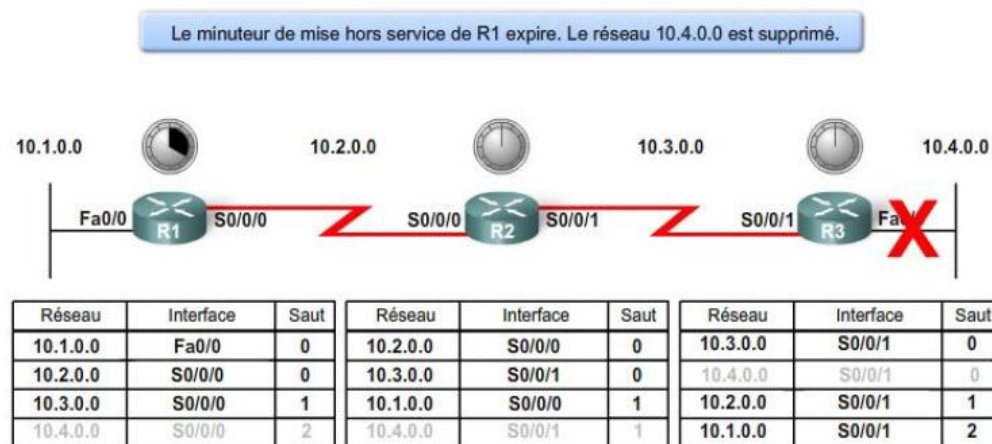 Le minuteur de mise hors service de R1 expire. Le réseau 10.4.0.0 est supprimé.
10.1.0.0 10.2.0.0 10.3.0.0 10.4.0.0
Fa0/0 R1 S0/0/0 S0/0/0 R2 S0/0/1 S0/0/1 R3
Réseau Interface Saut Réseau Interface Saut Réseau Interface Saut
10.1.0.0 Fa0/0 0 10.2.0.0 S0/0/0 0 10.3.0.0 S0/0/1 0
10.2.0.0 S0/0/0 0 10.3.0.0 S0/0/1 0 10.4.0.0 S0/0/1 0
10.3.0.0 S0/0/0 1 10.1.0.0 S0/0/0 1 10.2.0.0 S0/0/1 1
10.4.0.0 S0/0/0 2 10.4.0.0 S0/0/1 1 10.1.0.0 S0/0/1 2